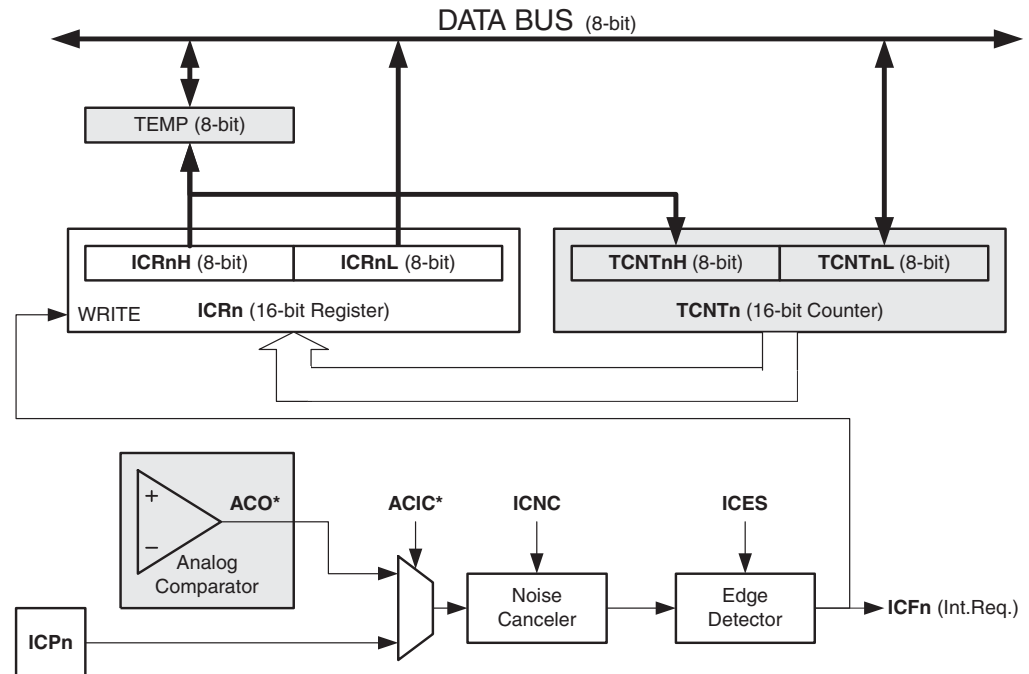 DATA BUS (8-bit)
TEMP (8-bit)
ICRnH (8-bit) ICRnL (8-bit) TCNTnH (8-bit) TCNTnL (8-bit)
WRITE ICRn (16-bit Register) TCNTn (16-bit Counter)
+ ACO* ACIC* ICNC ICES
−
Analog
Comparator
Noise
Canceler
Edge
Detector
ICFn (Int.Req.)
ICPn